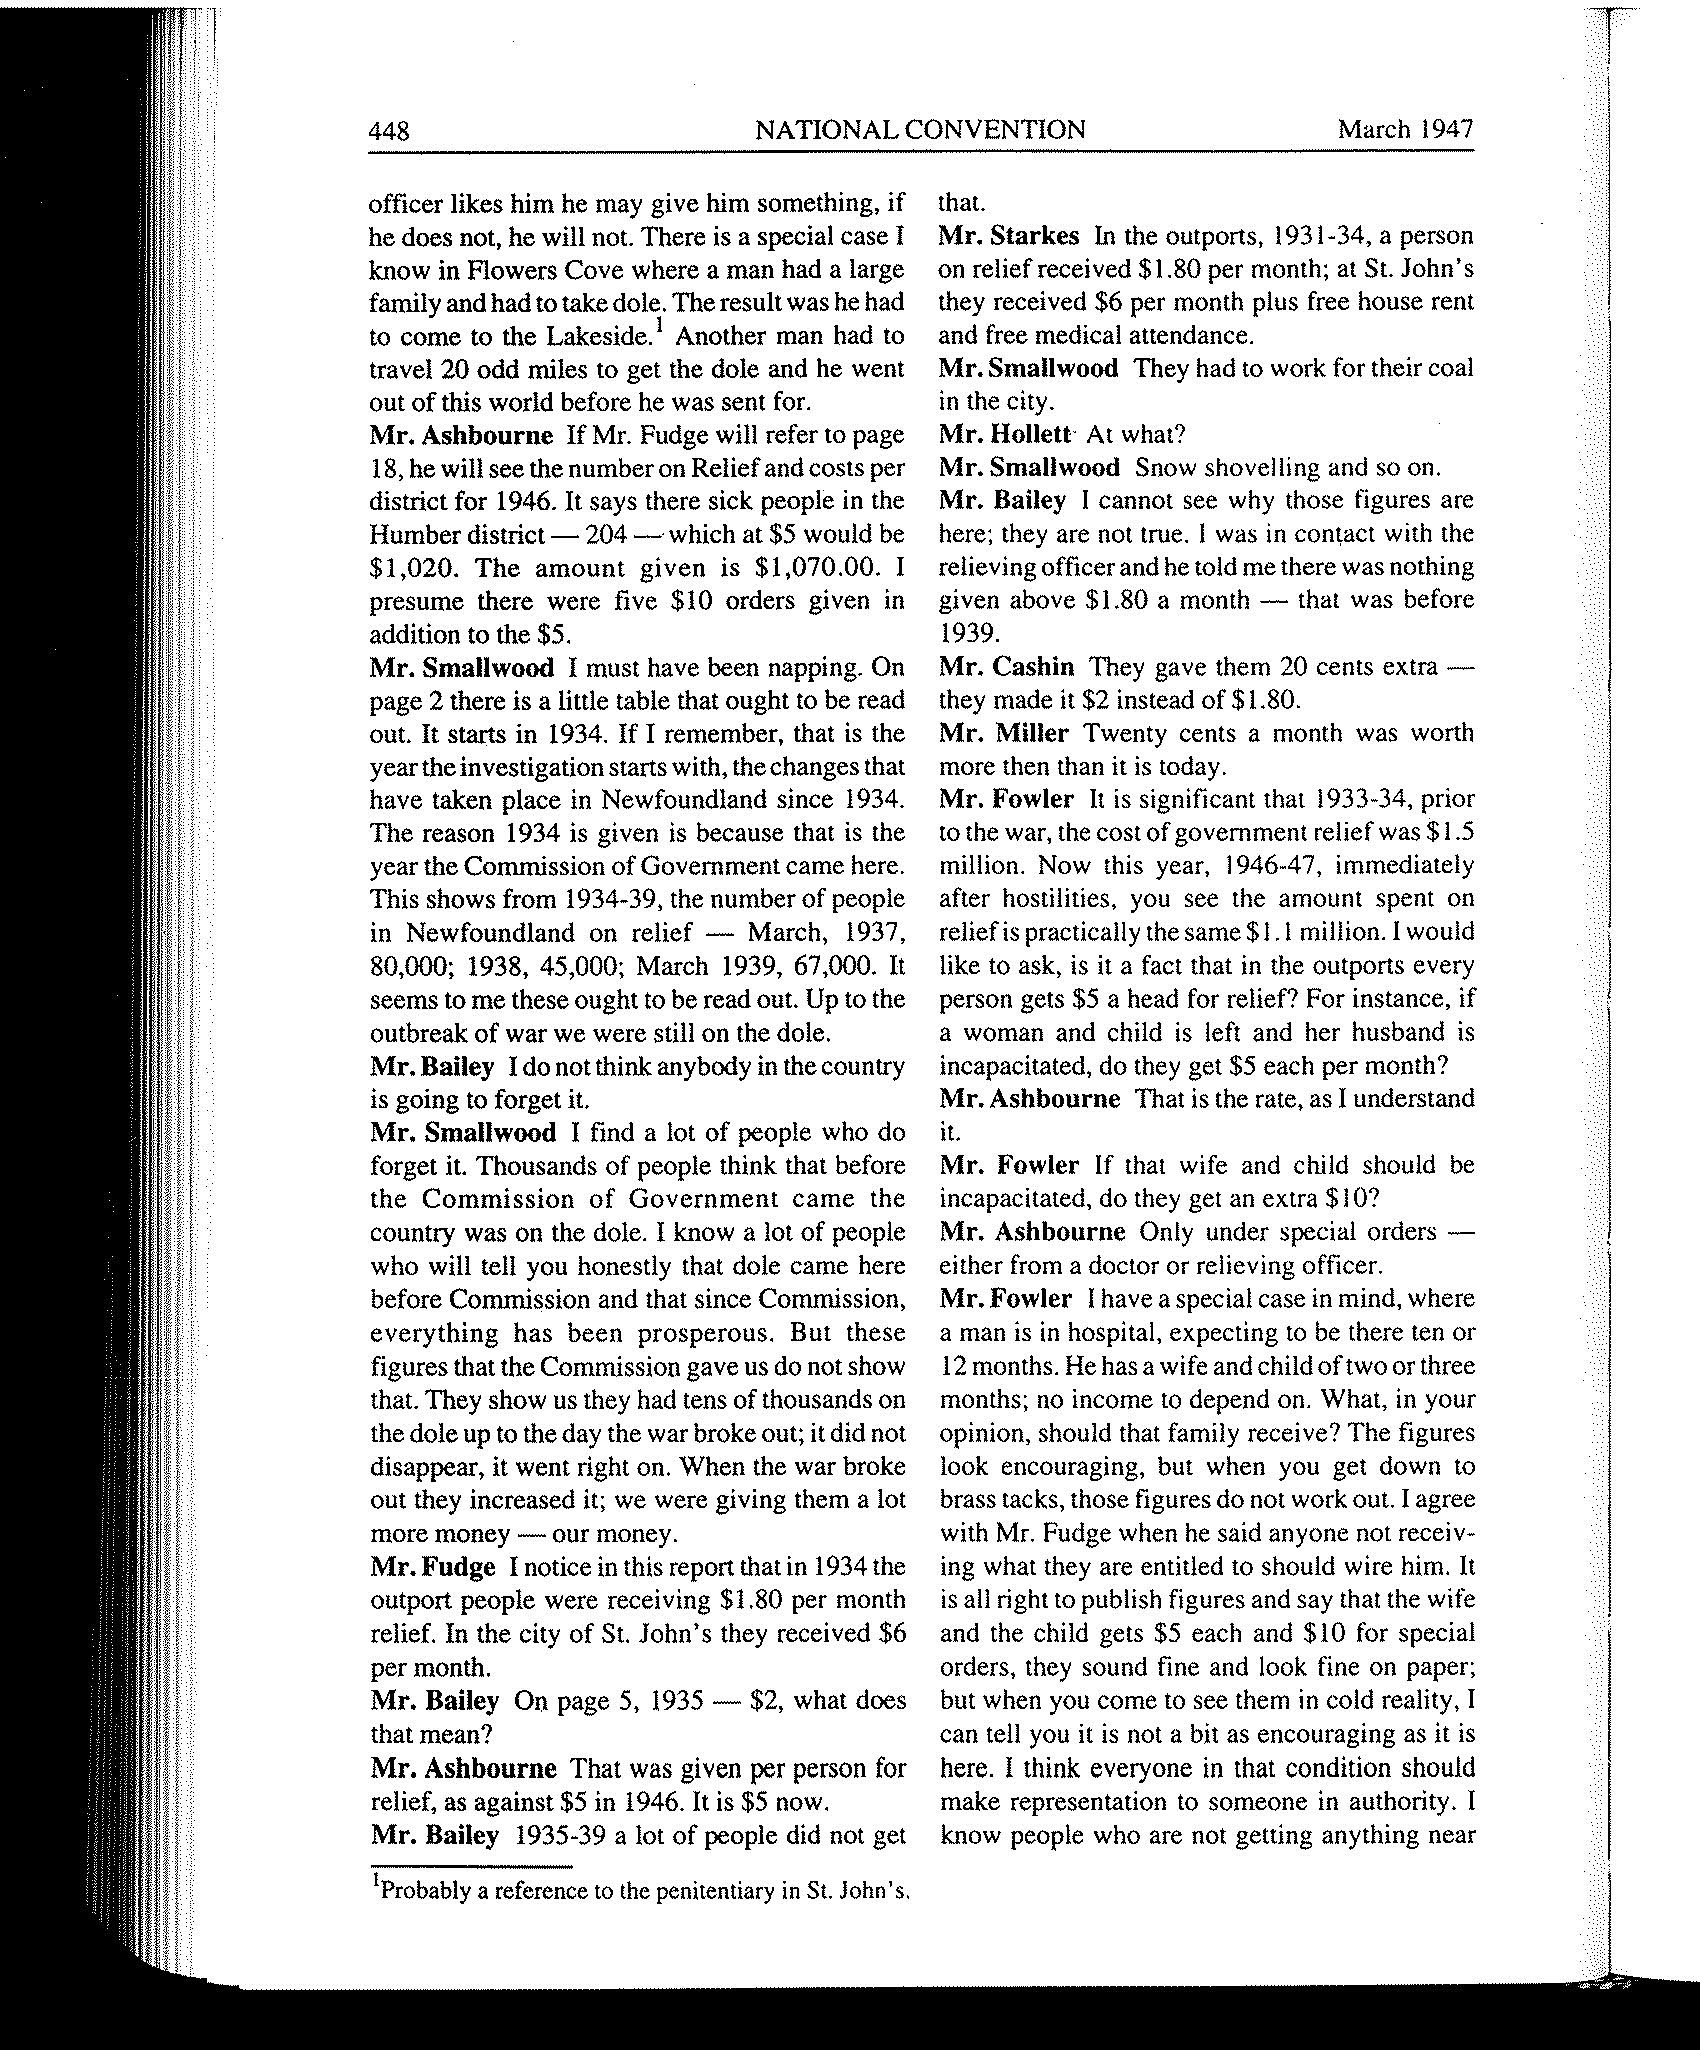 448 NATIONAL CONVENTION March 1947
officer likes him he may give him something, if
he does not, he will not. There is a special case I
know in Flowers Cove where a man had a large
family and had to take dole. The result was he had
to come to the Lakeside.¹ Another man had to
travel 20 odd miles to get the dole and he went
out of this world before he was sent for.
Mr. Ashbourne If Mr. Fudge will refer to page
18, he will see the number on Relief and costs per
district for 1946. It says there sick people in the
Humber district — 204 — which at $5 would be
$1,020. The amount given is $1,070.00. I
presume there were five $10 orders given in
addition to the $5.
Mr. Smallwood I must have been napping. On
page 2 there is a little table that ought to be read
out. It starts in 1934. If I remember, that is the
year the investigation starts with, the changes that
have taken place in Newfoundland since 1934.
The reason 1934 is given is because that is the
year the Commission of Government came here.
This shows from 1934-39, the number of people
in Newfoundland on relief — March, 1937,
80,000; 1938, 45,000; March 1939, 67,000. It
seems to me these ought to be read out. Up to the
outbreak of war we were still on the dole.
Mr. Bailey I do not think anybody in the country
is going to forget it.
Mr. Smallwood I find a lot of people who do
forget it. Thousands of people think that before
the Commission of Government came the
country was on the dole. I know a lot of people
who will tell you honestly that dole came here
before Commission and that since Commission,
everything has been prosperous. But these
figures that the Commission gave us do not show
that. They show us they had tens of thousands on
the dole up to the day the war broke out; it did not
disappear, it went right on. When the war broke
out they increased it; we were giving them a lot
more money — our money.
Mr. Fudge I notice in this report that in 1934 the
outport people were receiving $1.80 per month
relief. In the city of St. John's they received $6
per month.
Mr. Bailey On page 5, 1935 — $2, what does
that mean?
Mr. Ashbourne That was given per person for
relief, as against $5 in 1946. It is $5 now.
Mr. Bailey 1935-39 a lot of people did not get
that.
Mr. Starkes In the outports, 1931-34, a person
on relief received $1.80 per month; at St. John's
they received $6 per month plus free house rent
and free medical attendance.
Mr. Smallwood They had to work for their coal
in the city.
Mr. Hollett At what?
Mr. Smallwood Snow shovelling and so on.
Mr. Bailey I cannot see why those figures are
here; they are not true. I was in contact with the
relieving officer and he told me there was nothing
given above $1.80 a month — that was before
1939.
Mr. Cashin They gave them 20 cents extra —
they made it $2 instead of $1.80.
Mr. Miller Twenty cents a month was worth
more then than it is today.
Mr. Fowler It is significant that 1933-34, prior
to the war, the cost of government relief was $1.5
million. Now this year, 1946-47, immediately
after hostilities, you see the amount spent on
relief is practically the same $1.1 million. I would
like to ask, is it a fact that in the outports every
person gets $5 a head for relief? For instance, if
a woman and child is left and her husband is
incapacitated, do they get $5 each per month?
Mr. Ashbourne That is the rate, as I understand
it.
Mr. Fowler If that wife and child should be
incapacitated, do they get an extra $10?
Mr. Ashbourne Only under special orders —
either from a doctor or relieving officer.
Mr. Fowler I have a special case in mind, where
a man is in hospital, expecting to be there ten or
12 months. He has a wife and child of two or three
months; no income to depend on. What, in your
opinion, should that family receive? The figures
look encouraging, but when you get down to
brass tacks, those figures do not work out. I agree
with Mr. Fudge when he said anyone not receiv-
ing what they are entitled to should wire him. It
is all right to publish figures and say that the wife
and the child gets $5 each and $10 for special
orders, they sound fine and look fine on paper;
but when you come to see them in cold reality, I
can tell you it is not a bit as encouraging as it is
here. I think everyone in that condition should
make representation to someone in authority. I
know people who are not getting anything near
¹Probably a reference to the penitentiary in St. John's.